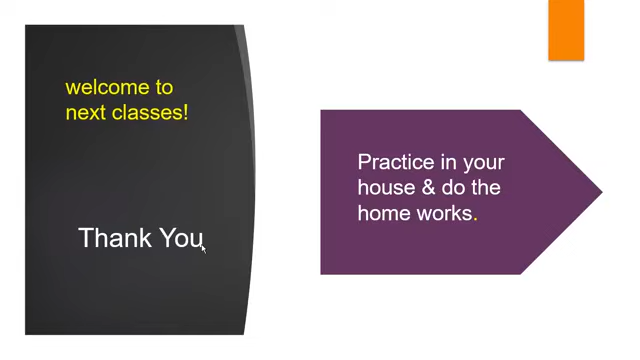 welcome to
next classes!
Thank You
Practice in your
house & do the
home works.